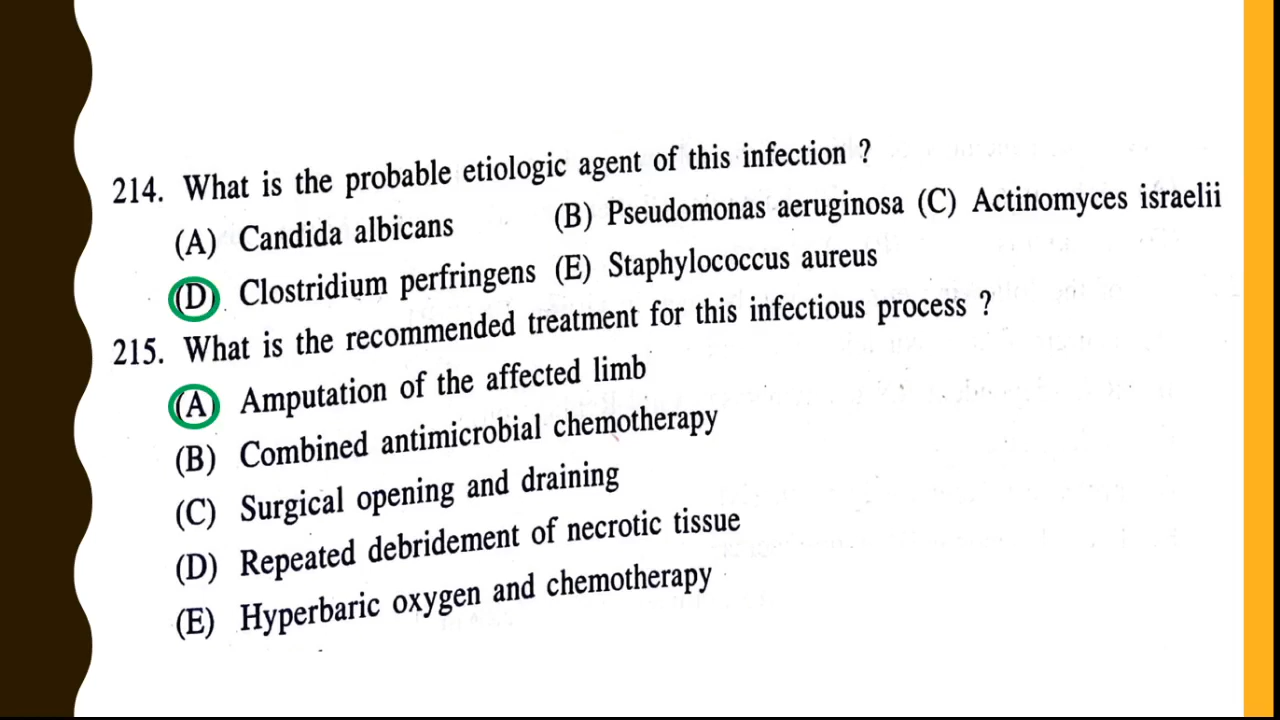 214. What is the probable etiologic agent of this infection ?
(A) Candida albicans (B) Pseudomonas aeruginosa (C) Actinomyces israelii
(D) Clostridium perfringens (E) Staphylococcus aureus
215. What is the recommended treatment for this infectious process ?
(A) Amputation of the affected limb
(B) Combined antimicrobial chemotherapy
(C) Surgical opening and draining
(D) Repeated debridement of necrotic tissue
(E) Hyperbaric oxygen and chemotherapy